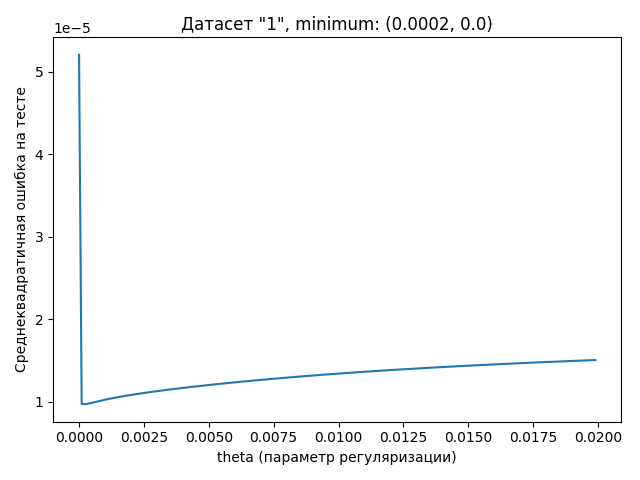 Датасет "1", minimum: (0.0002, 0.0)
1e−5
5
4
3
2
1
Среднеквадратичная ошибка на тесте
0.0000 0.0025 0.0050 0.0075 0.0100 0.0125 0.0150 0.0175 0.0200
theta (параметр регуляризации)